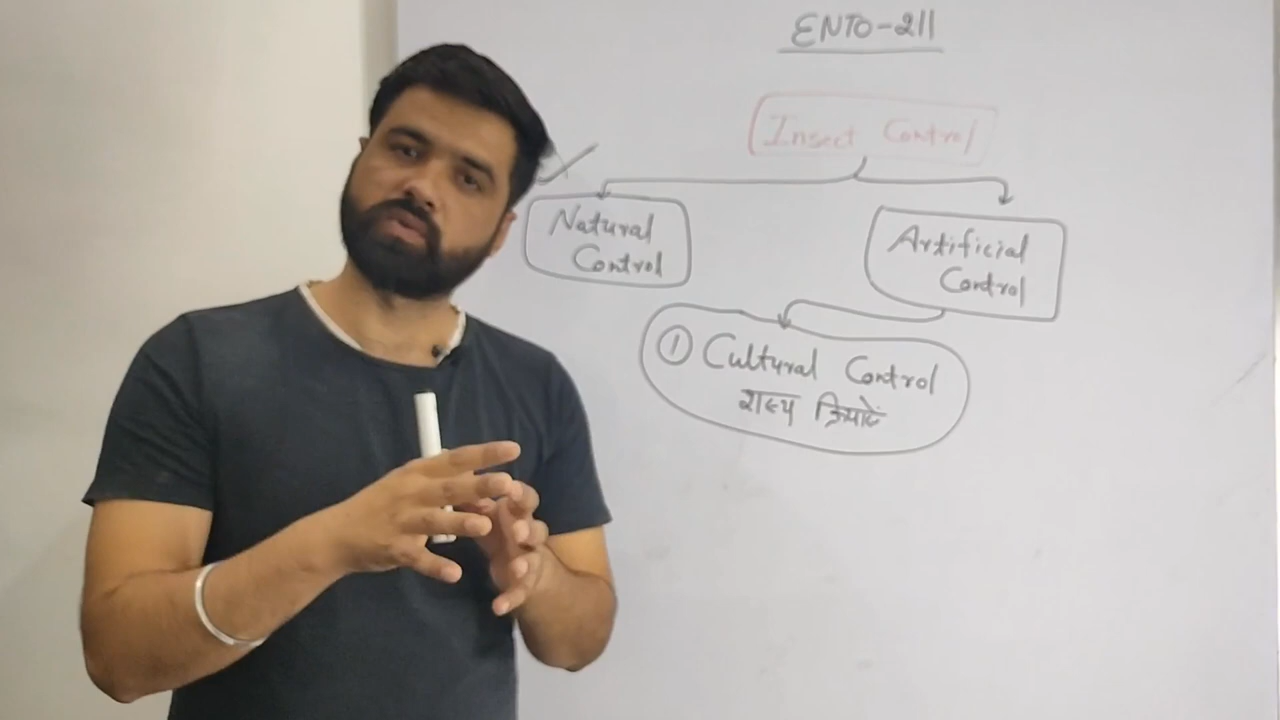 ENTO-211
Insect Control
Natural
Control
Artificial
Control
① Cultural Control
शस्य क्रियाऐं